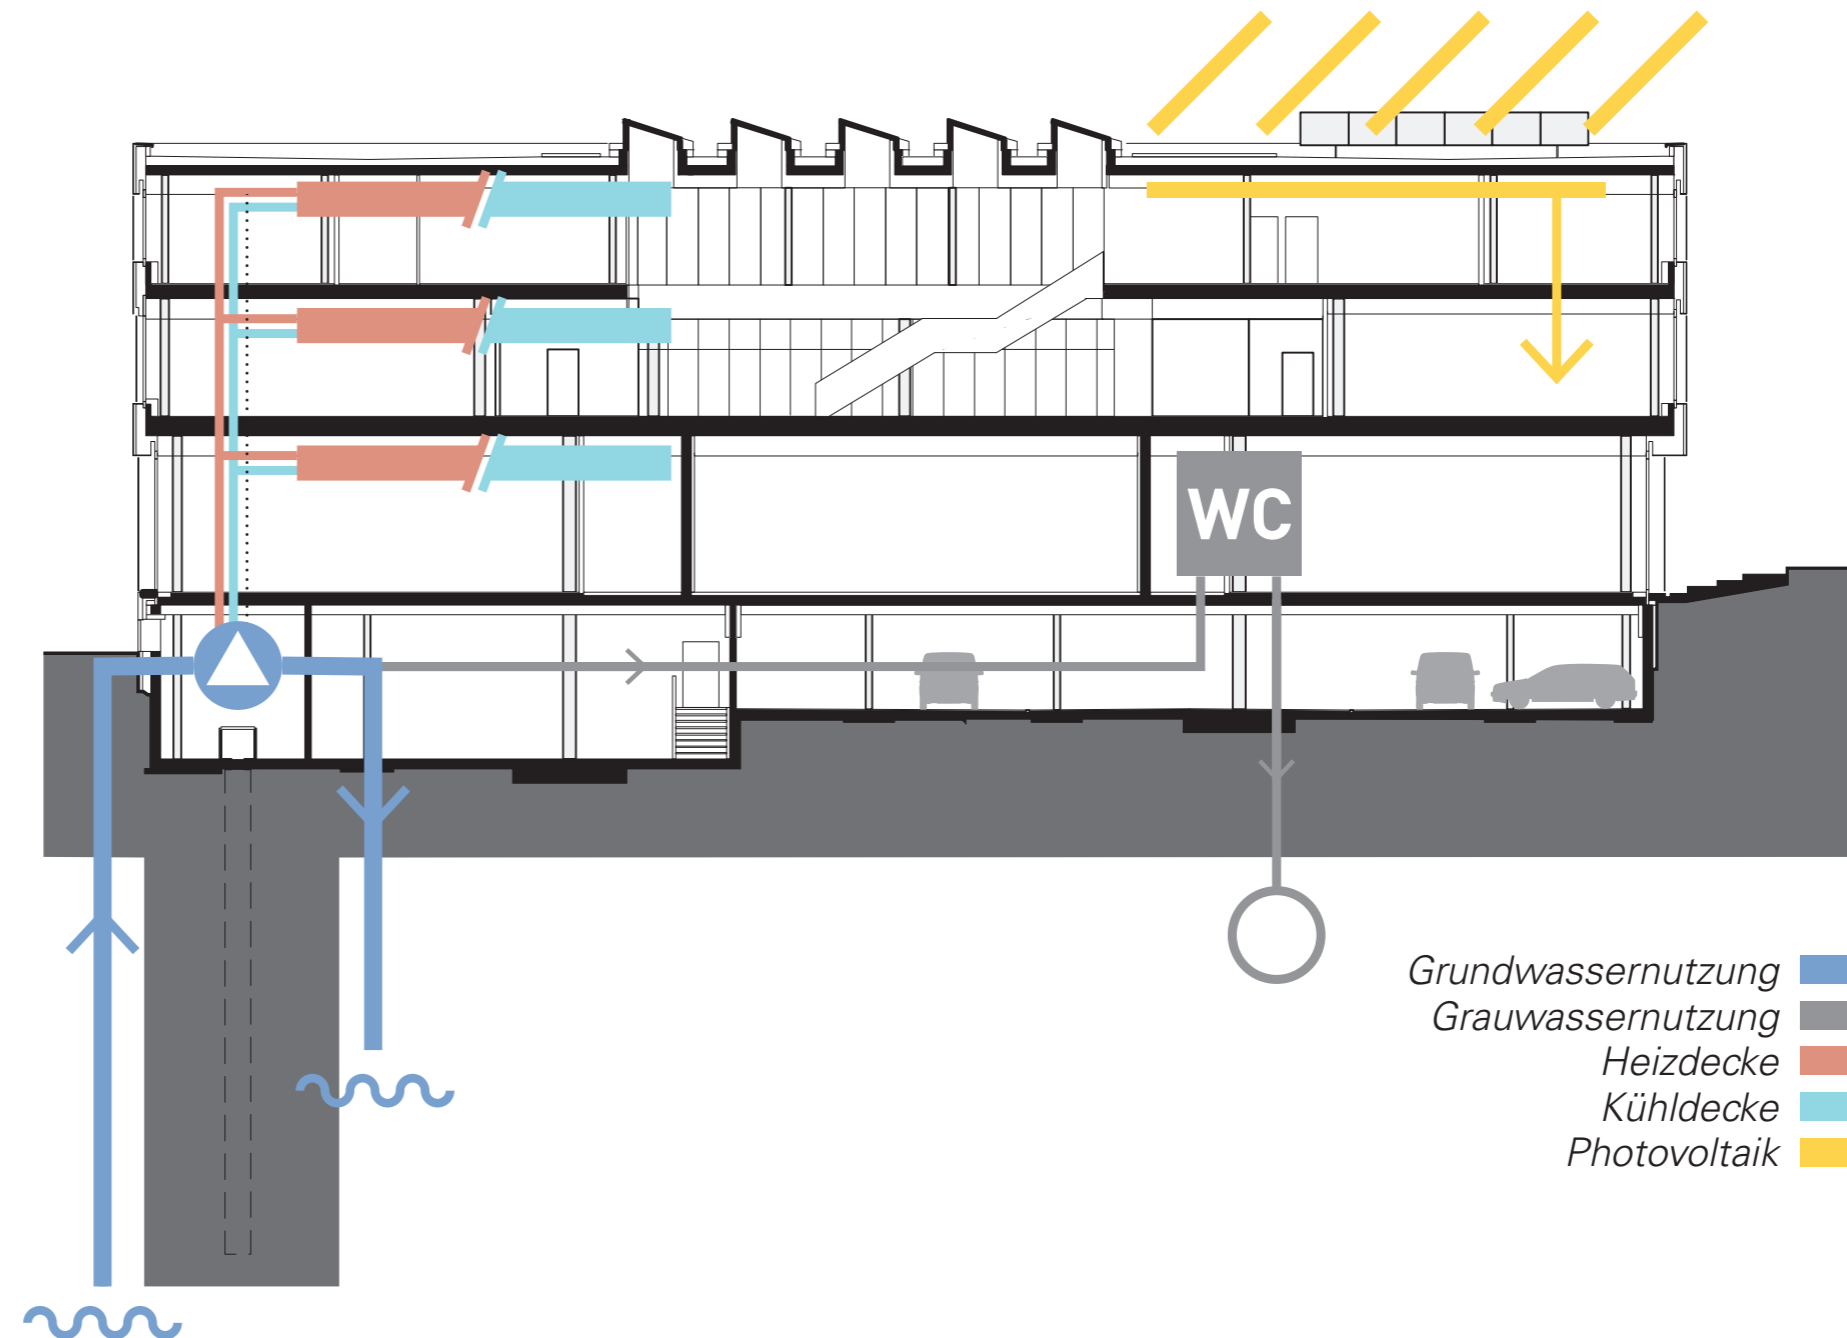 WC
Grundwassernutzung
Grauwassernutzung
Heizdecke
Kühldecke
Photovoltaik